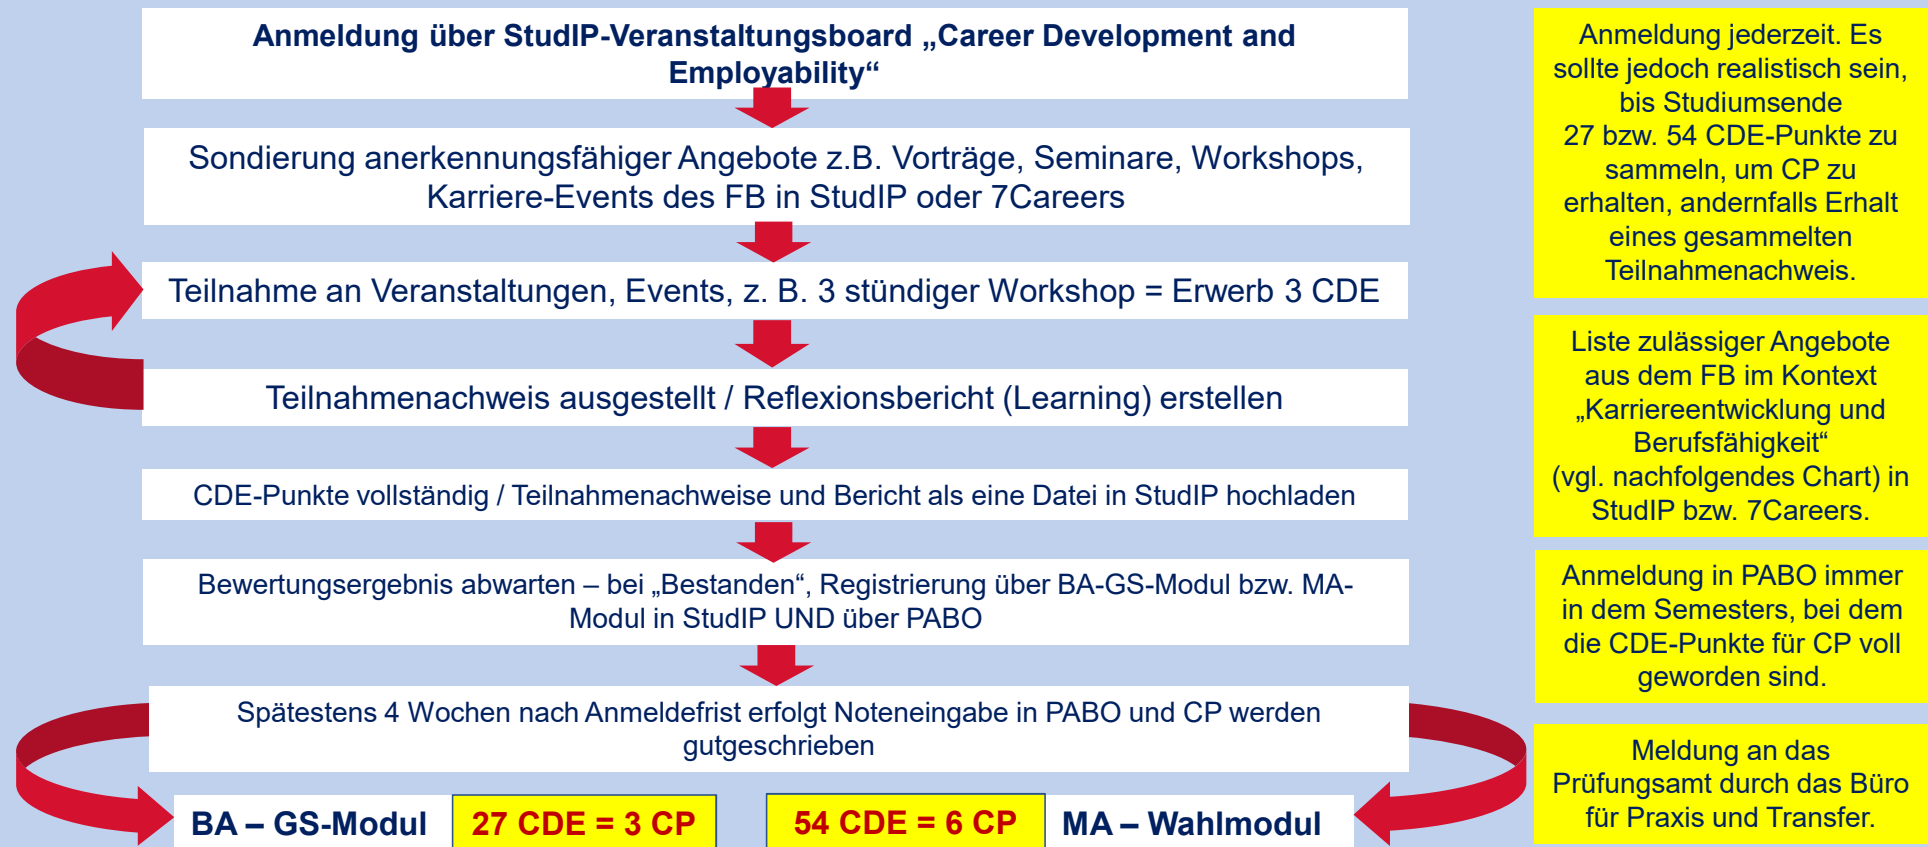 Anmeldung über StudIP-Veranstaltungsboard „Career Development and
Employability“
Sondierung anerkennungsfähiger Angebote z.B. Vorträge, Seminare, Workshops,
Karriere-Events des FB in StudIP oder 7Careers
Teilnahme an Veranstaltungen, Events, z. B. 3 stündiger Workshop = Erwerb 3 CDE
Teilnahmenachweis ausgestellt / Reflexionsbericht (Learning) erstellen
CDE-Punkte vollständig / Teilnahmenachweise und Bericht als eine Datei in StudIP hochladen
Bewertungsergebnis abwarten – bei „Bestanden“, Registrierung über BA-GS-Modul bzw. MA-
Modul in StudIP UND über PABO
Spätestens 4 Wochen nach Anmeldefrist erfolgt Noteneingabe in PABO und CP werden
gutgeschrieben
BA – GS-Modul
27 CDE = 3 CP
54 CDE = 6 CP
MA – Wahlmodul
Anmeldung jederzeit. Es
sollte jedoch realistisch sein,
bis Studiumsende
27 bzw. 54 CDE-Punkte zu
sammeln, um CP zu
erhalten, andernfalls Erhalt
eines gesammelten
Teilnahmenachweis.
Liste zulässiger Angebote
aus dem FB im Kontext
„Karriereentwicklung und
Berufsfähigkeit“
(vgl. nachfolgendes Chart) in
StudIP bzw. 7Careers.
Anmeldung in PABO immer
in dem Semesters, bei dem
die CDE-Punkte für CP voll
geworden sind.
Meldung an das
Prüfungsamt durch das Büro
für Praxis und Transfer.